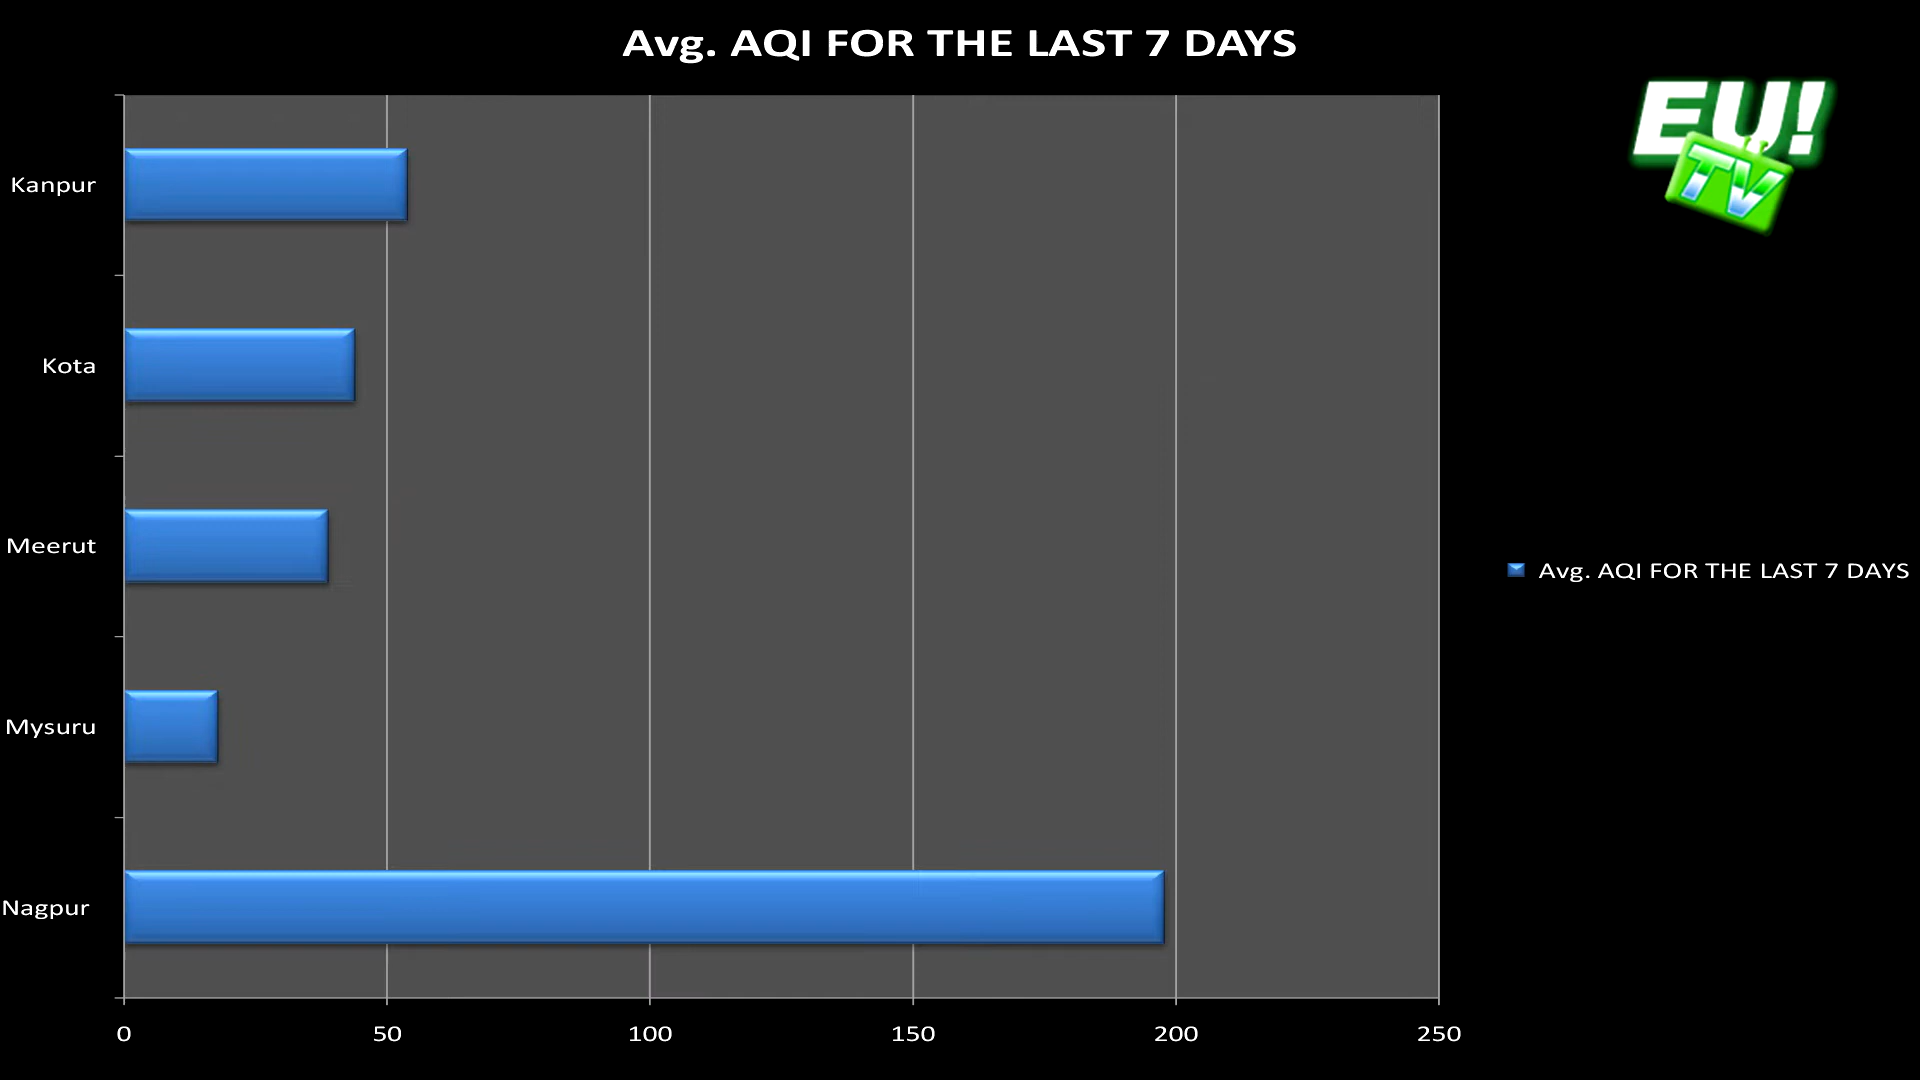 Avg. AQI FOR THE LAST 7 DAYS
EU!
TV
Kanpur
Kota
Meerut
Mysuru
Nagpur
Avg. AQI FOR THE LAST 7 DAYS
0 50 100 150 200 250